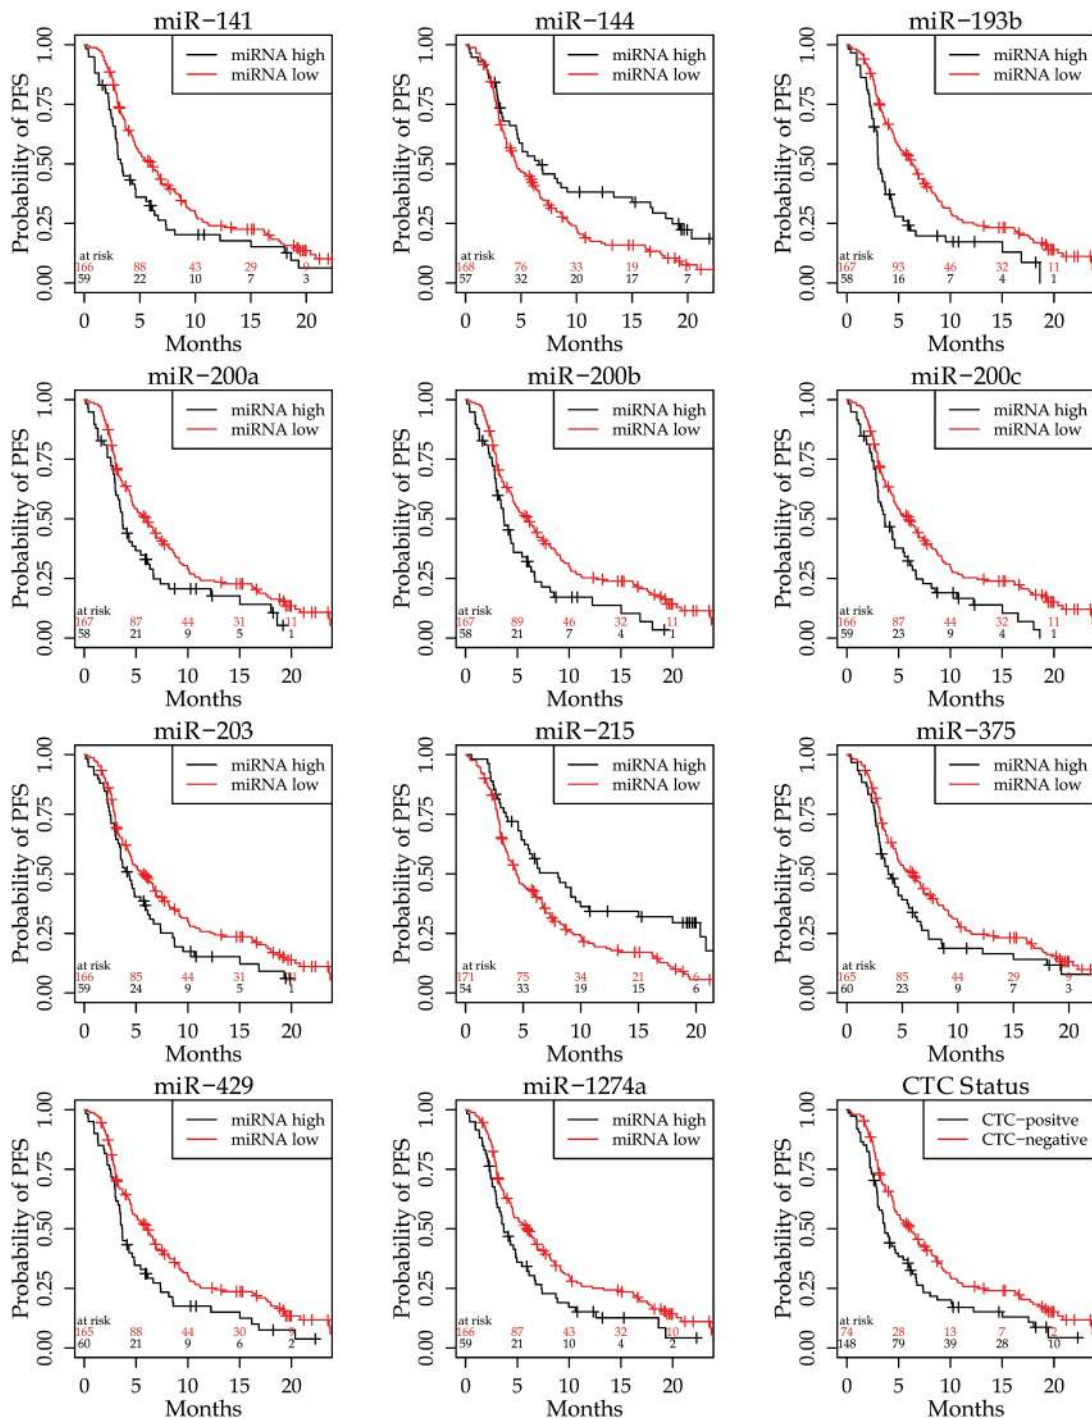 miR−141
miRNA high
miRNA low
Probability of PFS
1.00
0.75
0.50
0.25
0.00
at risk
166 88 43 29
59 22 10 7 3
0 5 10 15 20
Months
miR−144
miRNA high
miRNA low
Probability of PFS
1.00
0.75
0.50
0.25
0.00
at risk
168 76 33 19
57 32 20 17 7
0 5 10 15 20
Months
miR−193b
miRNA high
miRNA low
Probability of PFS
1.00
0.75
0.50
0.25
0.00
at risk
167 93 46 32 11
58 16 7 4 1
0 5 10 15 20
Months
miR−200a
miRNA high
miRNA low
Probability of PFS
1.00
0.75
0.50
0.25
0.00
at risk
167 87 44 31 11
58 21 9 5 1
0 5 10 15 20
Months
miR−200b
miRNA high
miRNA low
Probability of PFS
1.00
0.75
0.50
0.25
0.00
at risk
167 89 46 32 11
58 21 7 4 1
0 5 10 15 20
Months
miR−200c
miRNA high
miRNA low
Probability of PFS
1.00
0.75
0.50
0.25
0.00
at risk
166 87 44 32 11
59 23 9 4 1
0 5 10 15 20
Months
miR−203
miRNA high
miRNA low
Probability of PFS
1.00
0.75
0.50
0.25
0.00
at risk
166 85 44 31
59 24 9 5 1
0 5 10 15 20
Months
miR−215
miRNA high
miRNA low
Probability of PFS
1.00
0.75
0.50
0.25
0.00
at risk
171 75 34 21 6
54 33 19 15 6
0 5 10 15 20
Months
miR−375
miRNA high
miRNA low
Probability of PFS
1.00
0.75
0.50
0.25
0.00
at risk
165 85 44 29 9
60 23 9 7 3
0 5 10 15 20
Months
miR−429
miRNA high
miRNA low
Probability of PFS
1.00
0.75
0.50
0.25
0.00
at risk
165 88 44 30
60 21 9 6 2
0 5 10 15 20
Months
miR−1274a
miRNA high
miRNA low
Probability of PFS
1.00
0.75
0.50
0.25
0.00
at risk
166 87 43 32 10
59 21 10 4 2
0 5 10 15 20
Months
CTC Status
CTC−positve
CTC−negative
Probability of PFS
1.00
0.75
0.50
0.25
0.00
at risk
74 28 13 7 2
148 79 39 28 10
0 5 10 15 20
Months